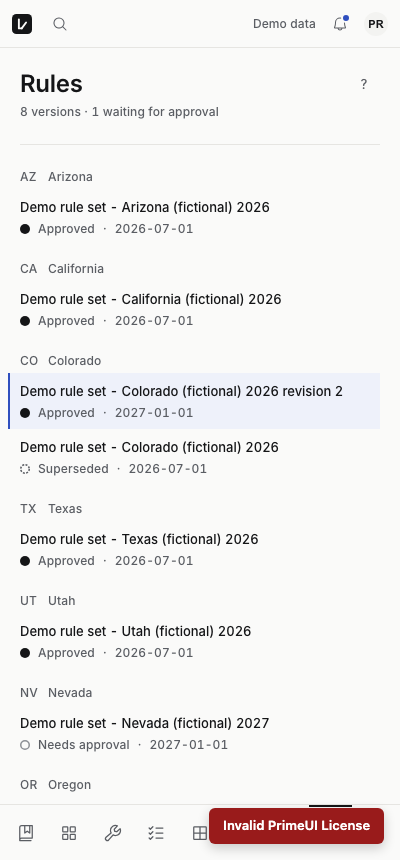 Demo data
PR
Rules
?
8 versions · 1 waiting for approval
AZ Arizona
Demo rule set - Arizona (fictional) 2026
Approved · 2026-07-01
CA California
Demo rule set - California (fictional) 2026
Approved · 2026-07-01
CO Colorado
Demo rule set - Colorado (fictional) 2026 revision 2
Approved · 2027-01-01
Demo rule set - Colorado (fictional) 2026
Superseded · 2026-07-01
TX Texas
Demo rule set - Texas (fictional) 2026
Approved · 2026-07-01
UT Utah
Demo rule set - Utah (fictional) 2026
Approved · 2026-07-01
NV Nevada
Demo rule set - Nevada (fictional) 2027
Needs approval · 2027-01-01
OR Oregon
Invalid PrimeUI License